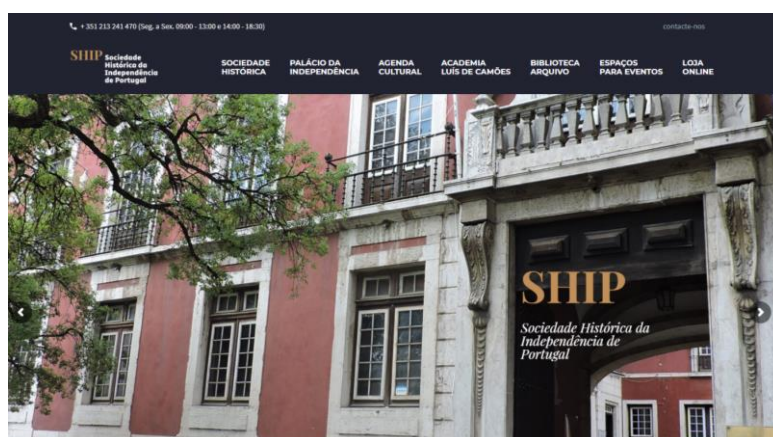 + 351 213 241 470 (Seg. a Sex. 09:00 - 13:00 e 14:00 - 18:30)
contacte-nos
SHIP Sociedade
Histórica da
Independência
de Portugal
SOCIEDADE
HISTÓRICA
PALÁCIO DA
INDEPENDÊNCIA
AGENDA
CULTURAL
ACADEMIA
LUÍS DE CAMÕES
BIBLIOTECA
ARQUIVO
ESPAÇOS
PARA EVENTOS
LOJA
ONLINE
SHIP
Sociedade Histórica da
Independência de
Portugal